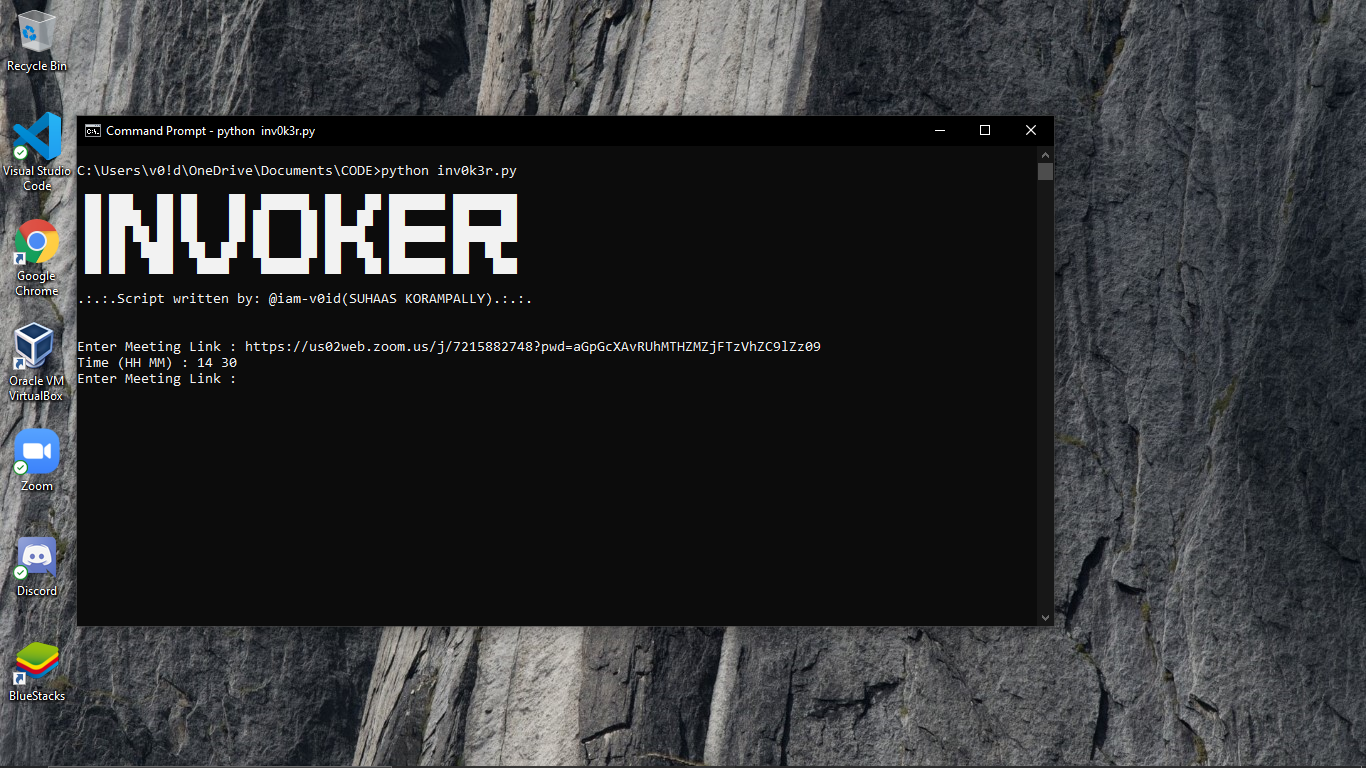 Recycle Bin
Visual Studio
Code
Google
Chrome
Oracle VM
VirtualBox
Zoom
Discord
BlueStacks
Command Prompt - python  inv0k3r.py
C:\Users\v0!d\OneDrive\Documents\CODE>python inv0k3r.py
INVOKER
.:.:.Script written by: @iam-v0id(SUHAAS KORAMPALLY).:.:.
Enter Meeting Link : https://us02web.zoom.us/j/7215882748?pwd=aGpGcXAvRUhMTHZMZjFTzVhZC9lZz09
Time (HH MM) : 14 30
Enter Meeting Link :